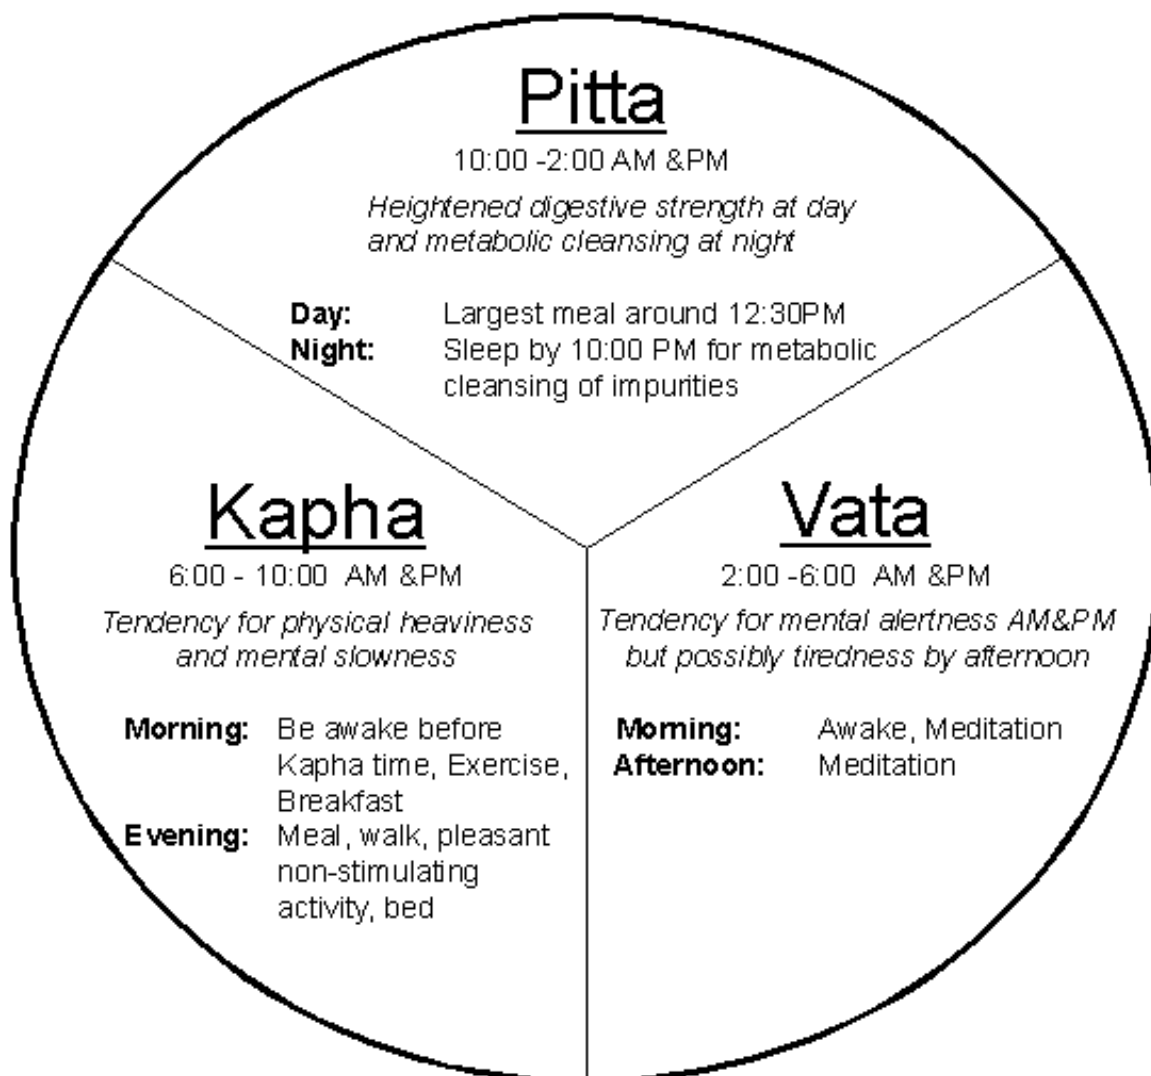 Pitta
10:00 -2:00 AM &PM
Heightened digestive strength at day
and metabolic cleansing at night
Day: Largest meal around 12:30PM
Night: Sleep by 10:00 PM for metabolic
cleansing of impurities
Kapha
6:00 - 10:00 AM &PM
Tendency for physical heaviness
and mental slowness
Morning: Be awake before
Kapha time, Exercise,
Breakfast
Evening: Meal, walk, pleasant
non-stimulating
activity, bed
Vata
2:00 -6:00 AM &PM
Tendency for mental alertness AM&PM
but possibly tiredness by afternoon
Morning: Awake, Meditation
Afternoon: Meditation